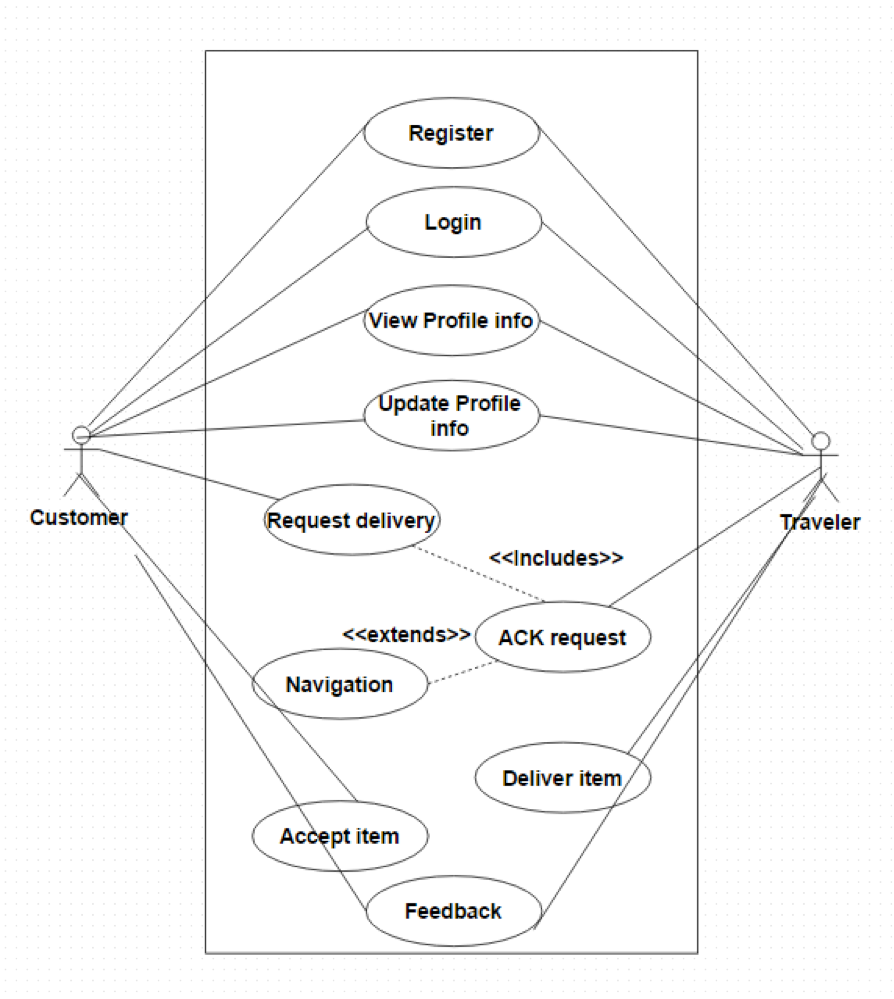 Register
Login
View Profile info
Update Profile
info
Customer
Request delivery
Traveler
<<Includes>>
<<extends>>
ACK request
Navigation
Deliver item
Accept item
Feedback